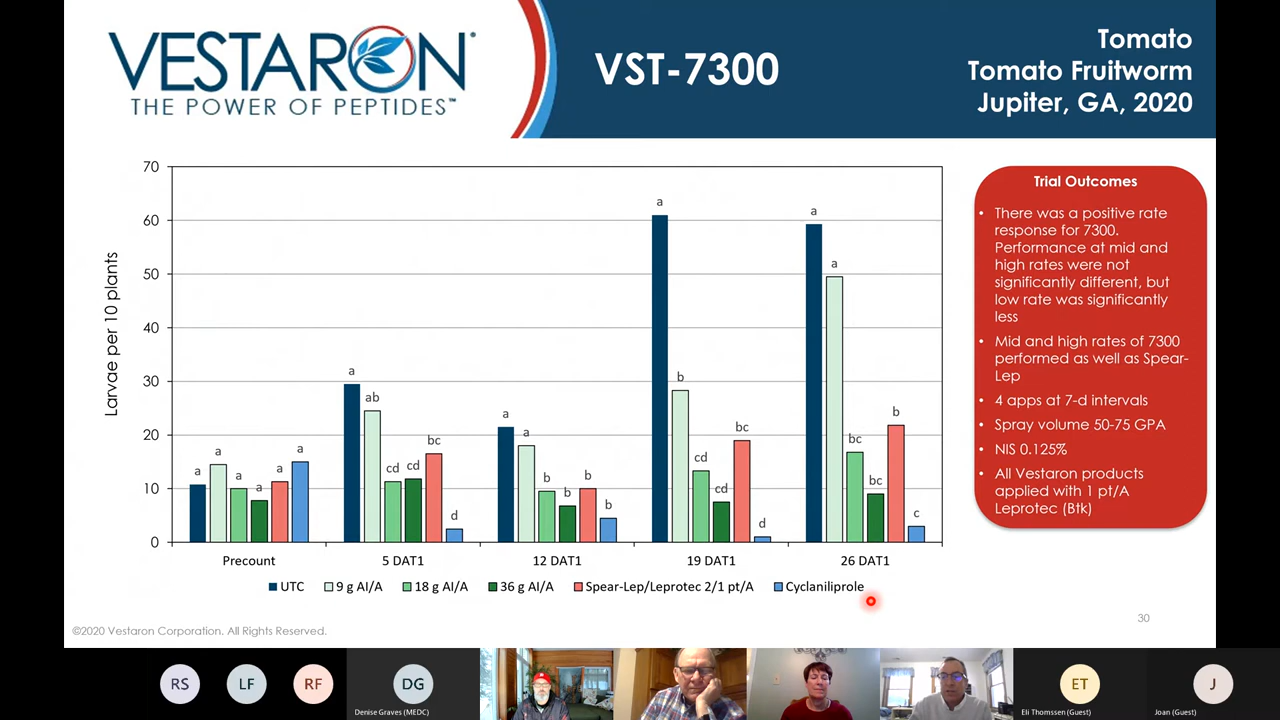 VESTARON
THE POWER OF PEPTIDES™
VST-7300
Tomato
Tomato Fruitworm
Jupiter, GA, 2020
Larvae per 10 plants
70
60
50
40
30
20
10
0
a a a a a a
a ab cd cd bc d
a a b b b b
a b cd cd bc d
a a bc bc b c
Precount 5 DAT1 12 DAT1 19 DAT1 26 DAT1
UTC 9 g AI/A 18 g AI/A 36 g AI/A Spear-Lep/Leprotec 2/1 pt/A Cyclaniliprole
Trial Outcomes
• There was a positive rate
response for 7300.
Performance at mid and
high rates were not
significantly different, but
low rate was significantly
less
• Mid and high rates of 7300
performed as well as Spear-
Lep
• 4 apps at 7-d intervals
• Spray volume 50-75 GPA
• NIS 0.125%
• All Vestaron products
applied with 1 pt/A
Leprotec (Btk)
30
©2020 Vestaron Corporation. All Rights Reserved.
RS LF RF DG ET J
Denise Graves (MEDC) Eli Thomssen (Guest) Joan (Guest)